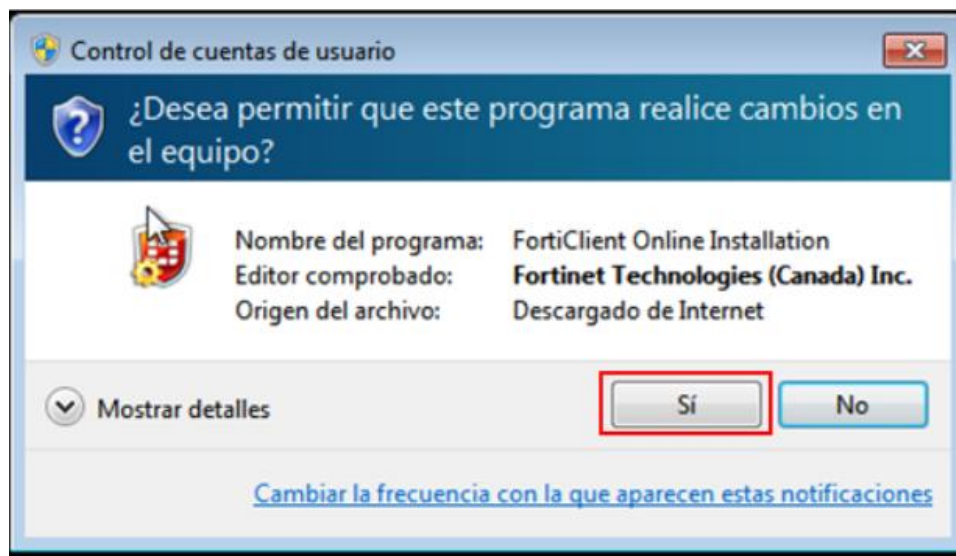 Control de cuentas de usuario
¿Desea permitir que este programa realice cambios en
el equipo?
Nombre del programa: FortiClient Online Installation
Editor comprobado: Fortinet Technologies (Canada) Inc.
Origen del archivo: Descargado de Internet
Mostrar detalles Sí No
Cambiar la frecuencia con la que aparecen estas notificaciones